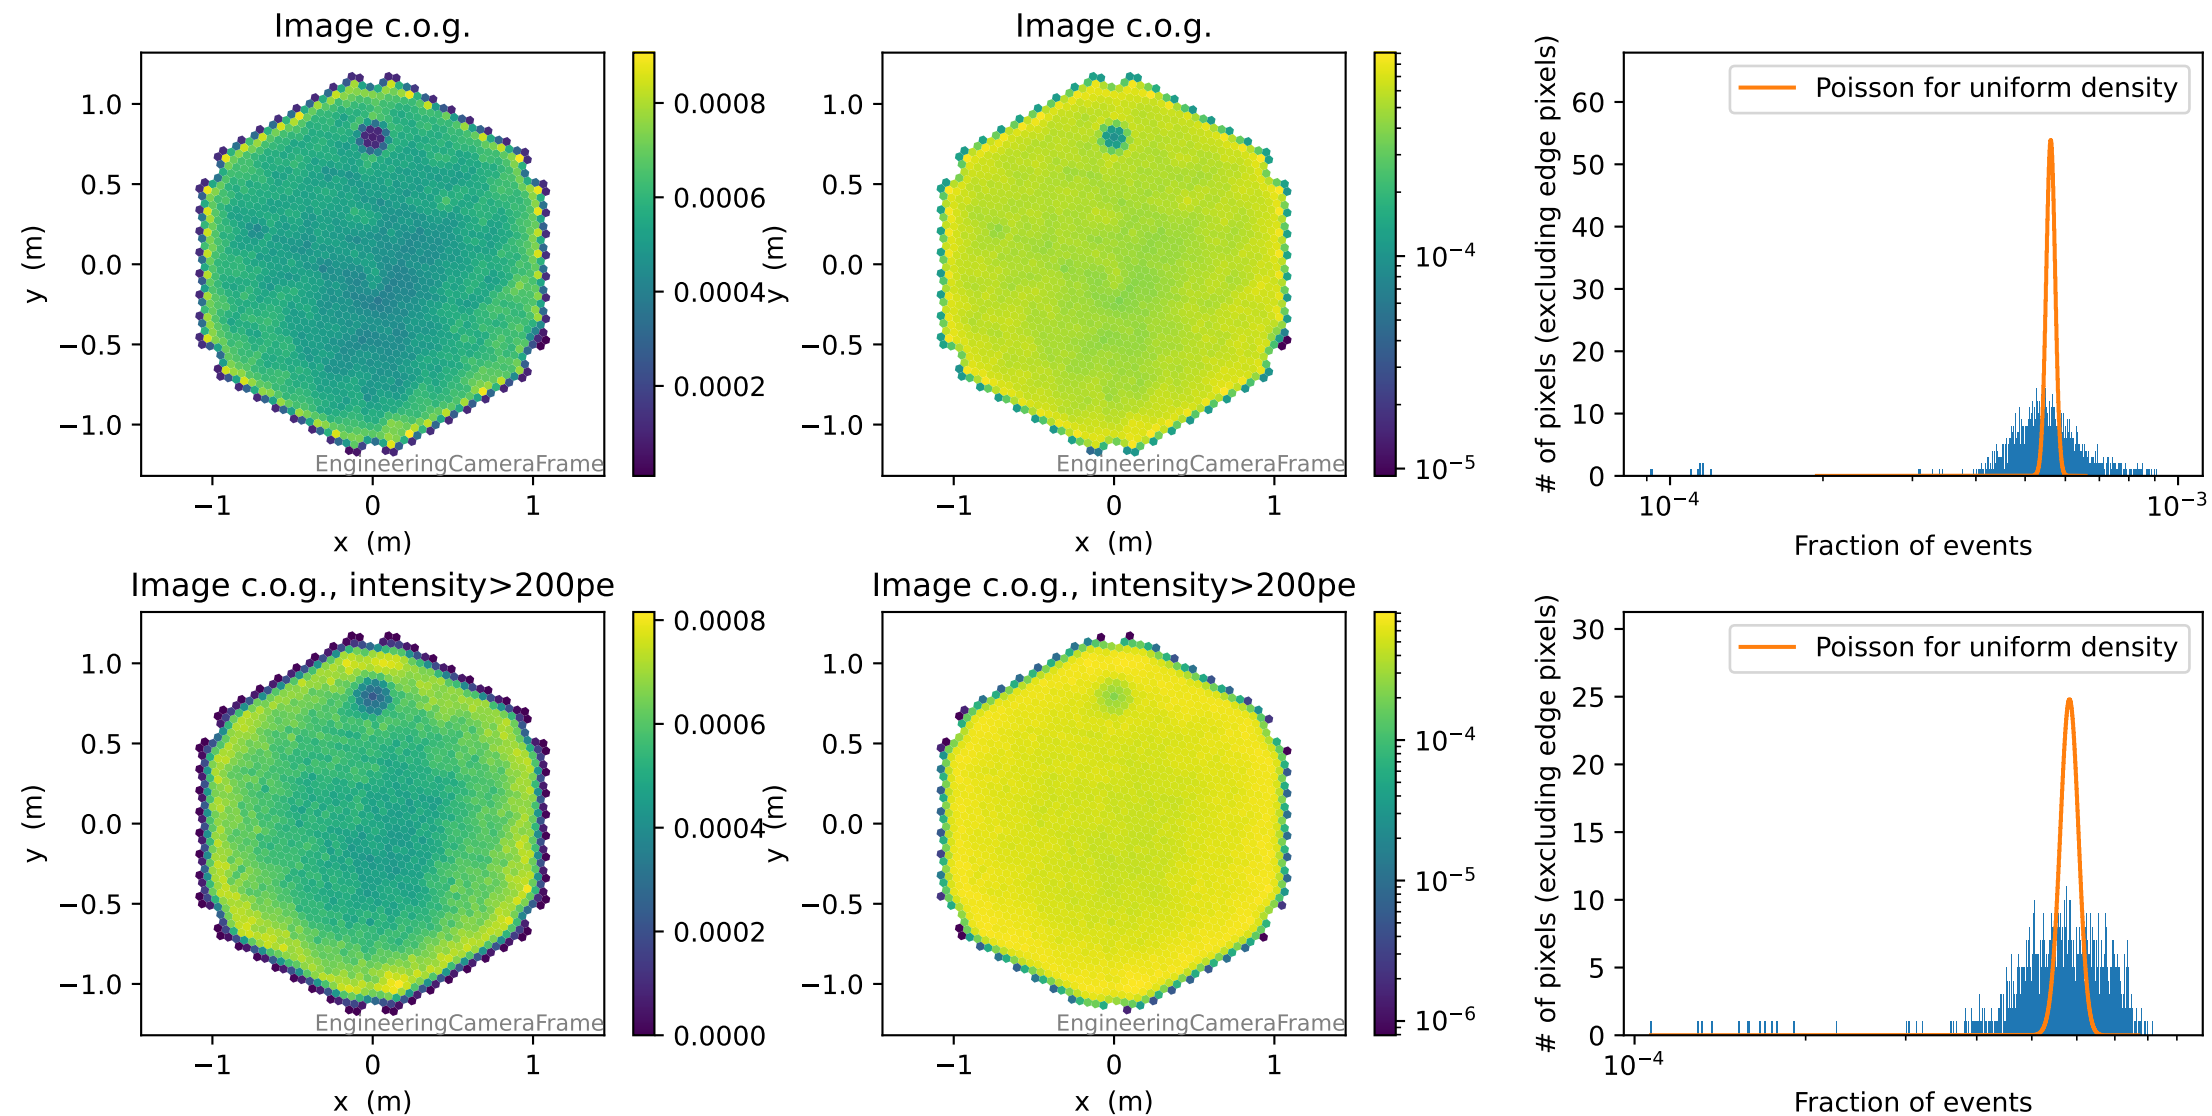 Image c.o.g.
1.0
0.5
0.0
−0.5
−1.0
y (m)
−1 0 1
x (m)
EngineeringCameraFrame
0.0008
0.0006
0.0004
0.0002
Image c.o.g.
1.0
0.5
0.0
−0.5
−1.0
y (m)
−1 0 1
x (m)
EngineeringCameraFrame
10⁻⁴
10⁻⁵
# of pixels (excluding edge pixels)
60
50
40
30
20
10
0
Poisson for uniform density
10⁻⁴ 10⁻³
Fraction of events
Image c.o.g., intensity>200pe
1.0
0.5
0.0
−0.5
−1.0
y (m)
−1 0 1
x (m)
EngineeringCameraFrame
0.0008
0.0006
0.0004
0.0002
0.0000
Image c.o.g., intensity>200pe
1.0
0.5
0.0
−0.5
−1.0
y (m)
−1 0 1
x (m)
EngineeringCameraFrame
10⁻⁴
10⁻⁵
10⁻⁶
# of pixels (excluding edge pixels)
30
25
20
15
10
5
0
Poisson for uniform density
10⁻⁴
Fraction of events